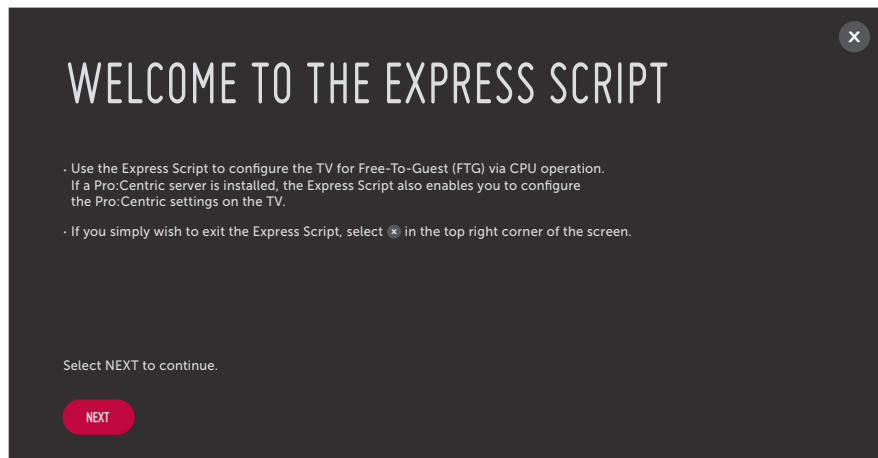 X
WELCOME TO THE EXPRESS SCRIPT
· Use the Express Script to configure the TV for Free-To-Guest (FTG) via CPU operation.
If a Pro:Centric server is installed, the Express Script also enables you to configure
the Pro:Centric settings on the TV.
· If you simply wish to exit the Express Script, select x in the top right corner of the screen.
Select NEXT to continue.
NEXT